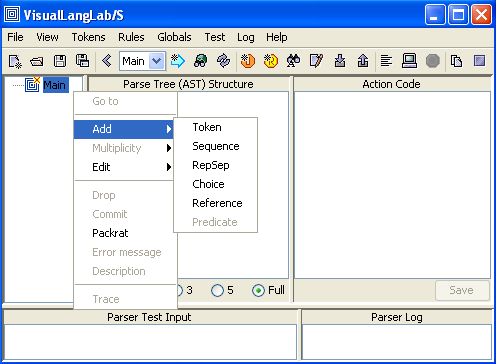 VisualLangLab/S
File View Tokens Rules Globals Test Log Help
Main
Main
Parse Tree (AST) Structure
Action Code
Go to
Add
Multiplicity
Edit
Drop
Commit
Packrat
Error message
Description
Trace
Token
Sequence
RepSep
Choice
Reference
Predicate
3 5 Full
Save
Parser Test Input
Parser Log